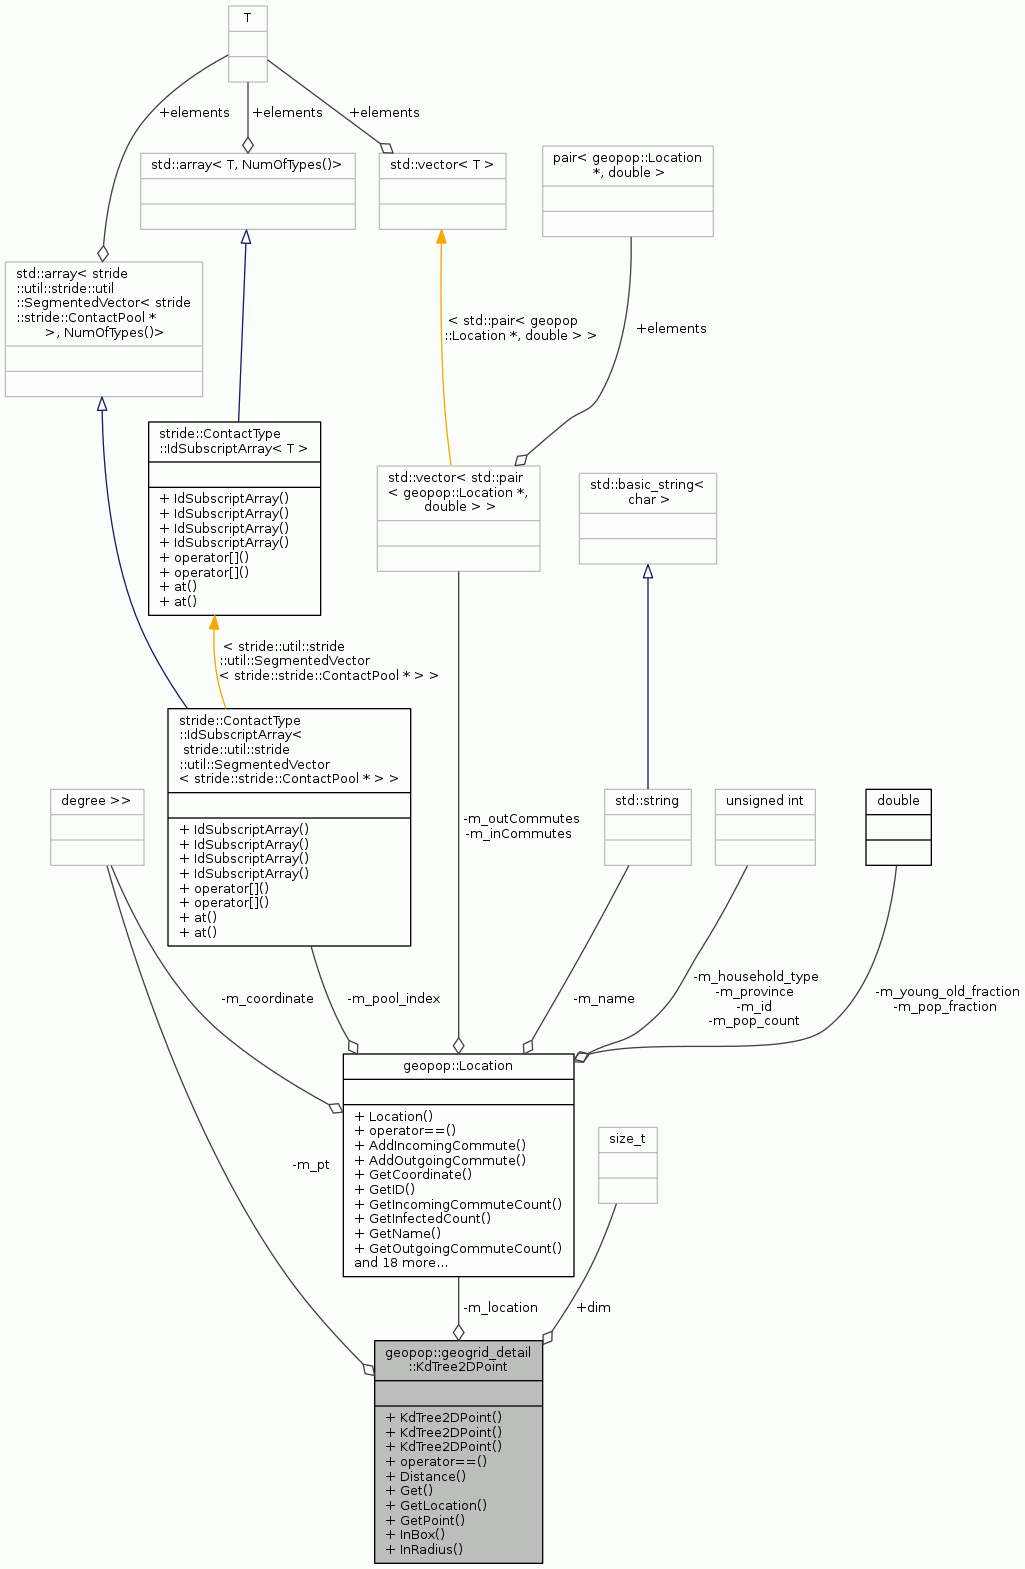 T
+elements
+elements
+elements
std::array< T, NumOfTypes()>
std::vector< T >
pair< geopop::Location
*, double >
std::array< stride
::util::stride::util
::SegmentedVector< stride
::stride::ContactPool *
>, NumOfTypes()>
< std::pair< geopop
::Location *, double > >
+elements
stride::ContactType
::IdSubscriptArray< T >
+ IdSubscriptArray()
+ IdSubscriptArray()
+ IdSubscriptArray()
+ IdSubscriptArray()
+ operator[]()
+ operator[]()
+ at()
+ at()
std::vector< std::pair
< geopop::Location *,
double > >
std::basic_string<
char >
< stride::util::stride
::util::SegmentedVector
< stride::stride::ContactPool * > >
stride::ContactType
::IdSubscriptArray<
stride::util::stride
::util::SegmentedVector
< stride::stride::ContactPool * > >
+ IdSubscriptArray()
+ IdSubscriptArray()
+ IdSubscriptArray()
+ IdSubscriptArray()
+ operator[]()
+ operator[]()
+ at()
+ at()
degree >>
-m_outCommutes
-m_inCommutes
std::string
unsigned int
double
-m_coordinate
-m_pool_index
-m_name
-m_household_type
-m_province
-m_id
-m_pop_count
-m_young_old_fraction
-m_pop_fraction
geopop::Location
+ Location()
+ operator==()
+ AddIncomingCommute()
+ AddOutgoingCommute()
+ GetCoordinate()
+ GetID()
+ GetIncomingCommuteCount()
+ GetInfectedCount()
+ GetName()
+ GetOutgoingCommuteCount()
and 18 more...
-m_pt
size_t
-m_location
+dim
geopop::geogrid_detail
::KdTree2DPoint
+ KdTree2DPoint()
+ KdTree2DPoint()
+ KdTree2DPoint()
+ operator==()
+ Distance()
+ Get()
+ GetLocation()
+ GetPoint()
+ InBox()
+ InRadius()